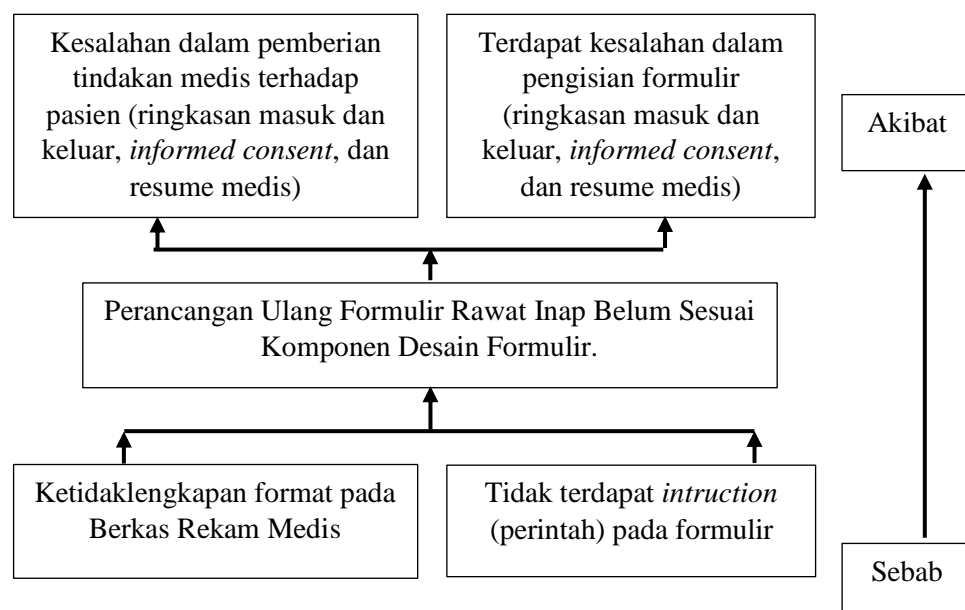 Kesalahan dalam pemberian
tindakan medis terhadap
pasien (ringkasan masuk dan
keluar, informed consent, dan
resume medis)
Terdapat kesalahan dalam
pengisian formulir
(ringkasan masuk dan
keluar, informed consent,
dan resume medis)
Akibat
Perancangan Ulang Formulir Rawat Inap Belum Sesuai
Komponen Desain Formulir.
Ketidaklengkapan format pada
Berkas Rekam Medis
Tidak terdapat intruction
(perintah) pada formulir
Sebab